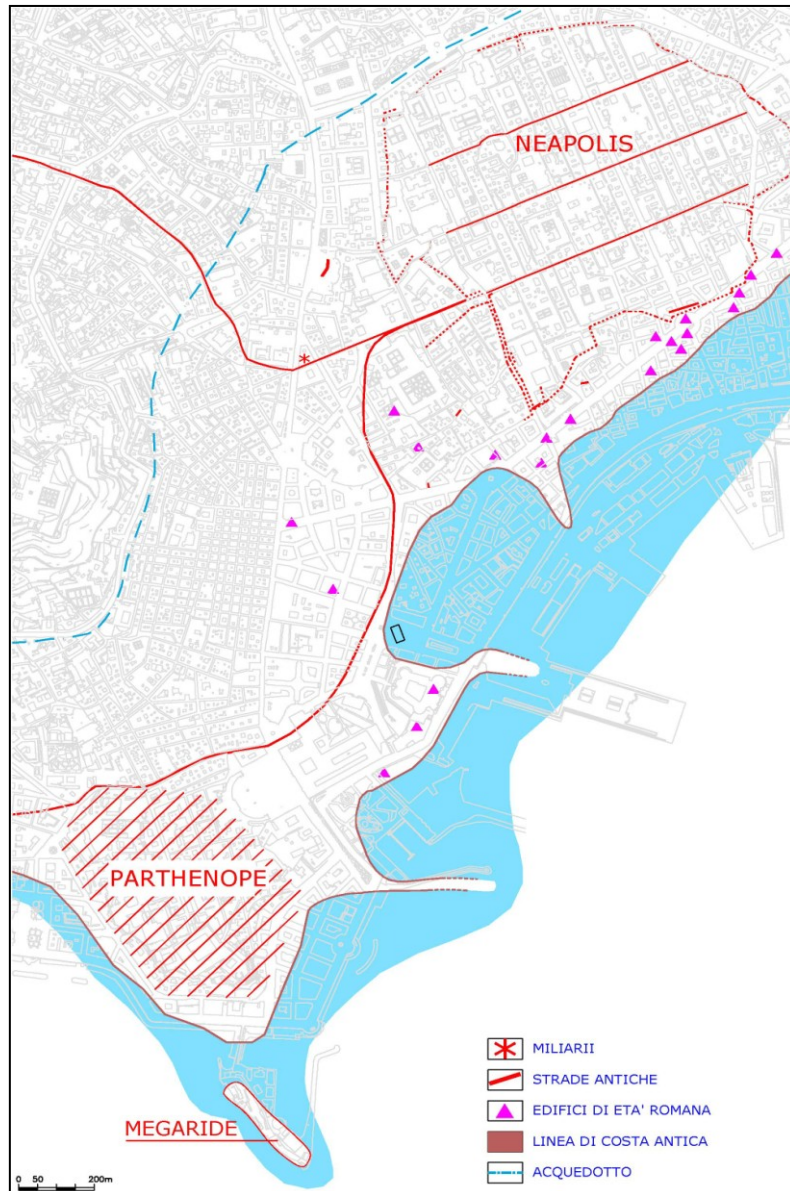 NEAPOLIS
PARTHENOPE
MEGARIDE
MILIARII
STRADE ANTICHE
EDIFICI DI ETA' ROMANA
LINEA DI COSTA ANTICA
ACQUEDOTTO
0 50 200m